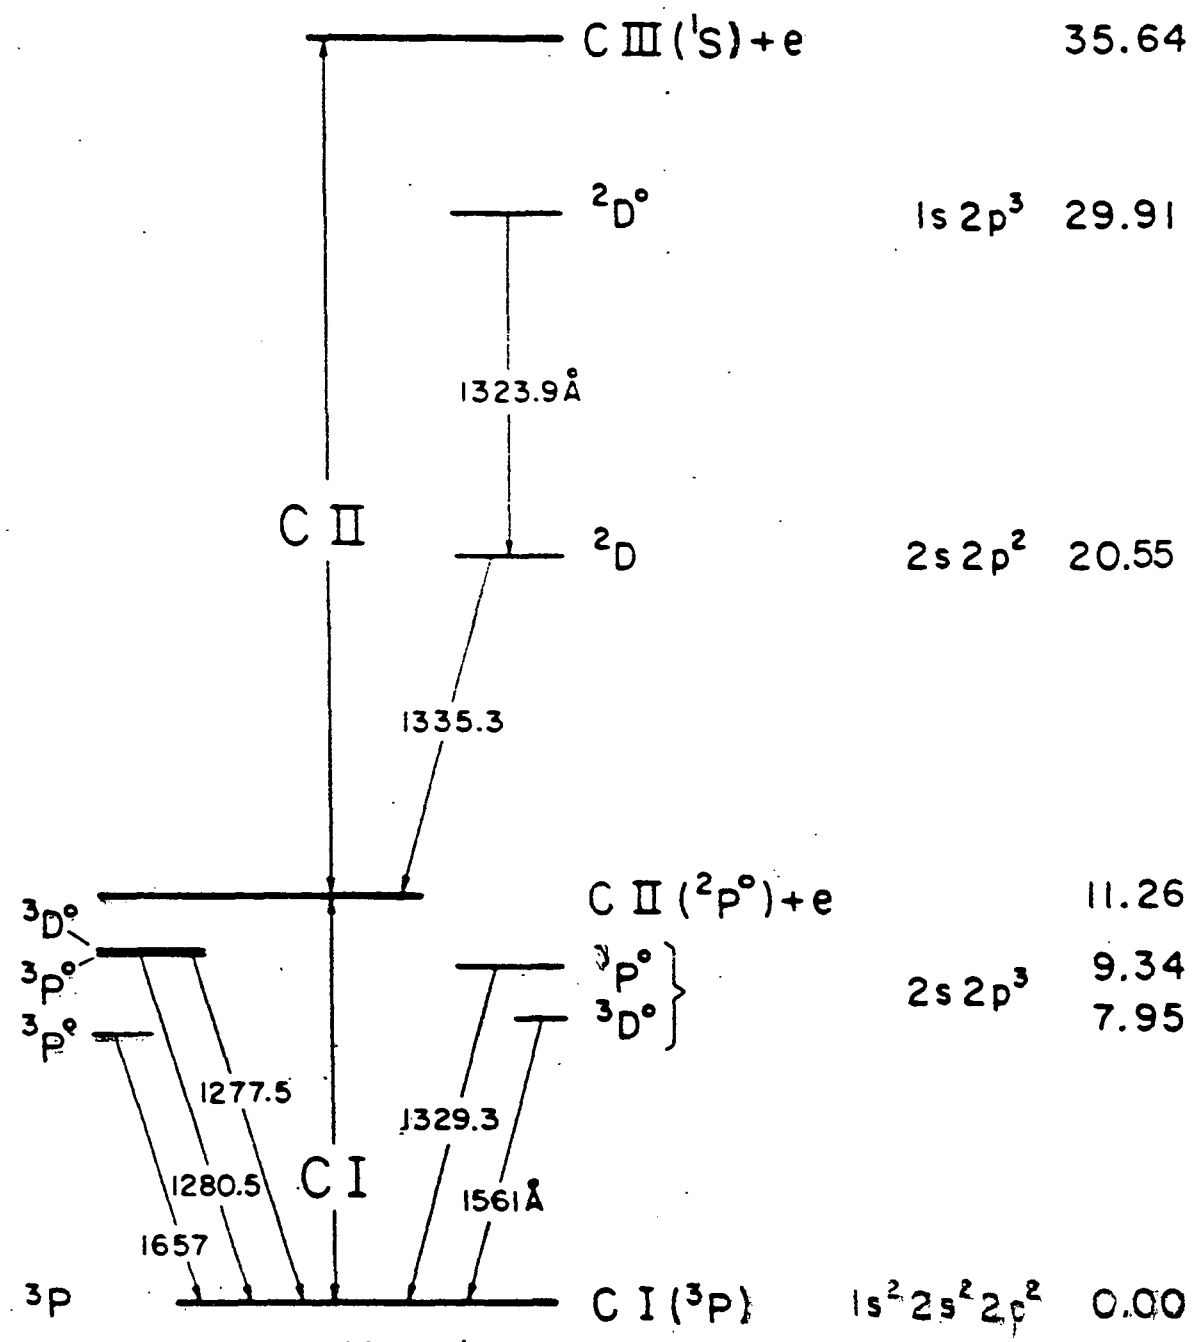 C III (¹S) + e 35.64
²D° 1s 2p³ 29.91
1323.9Å
C II
²D 2s 2p² 20.55
1335.3
C II (²P°) + e 11.26
³D°
³P°
³P° 9.34
2s 2p³
³P°
³D° 7.95
1277.5
1329.3
1280.5
C I
1561Å
1657
³P C I (³P) 1s² 2s² 2p² 0.00